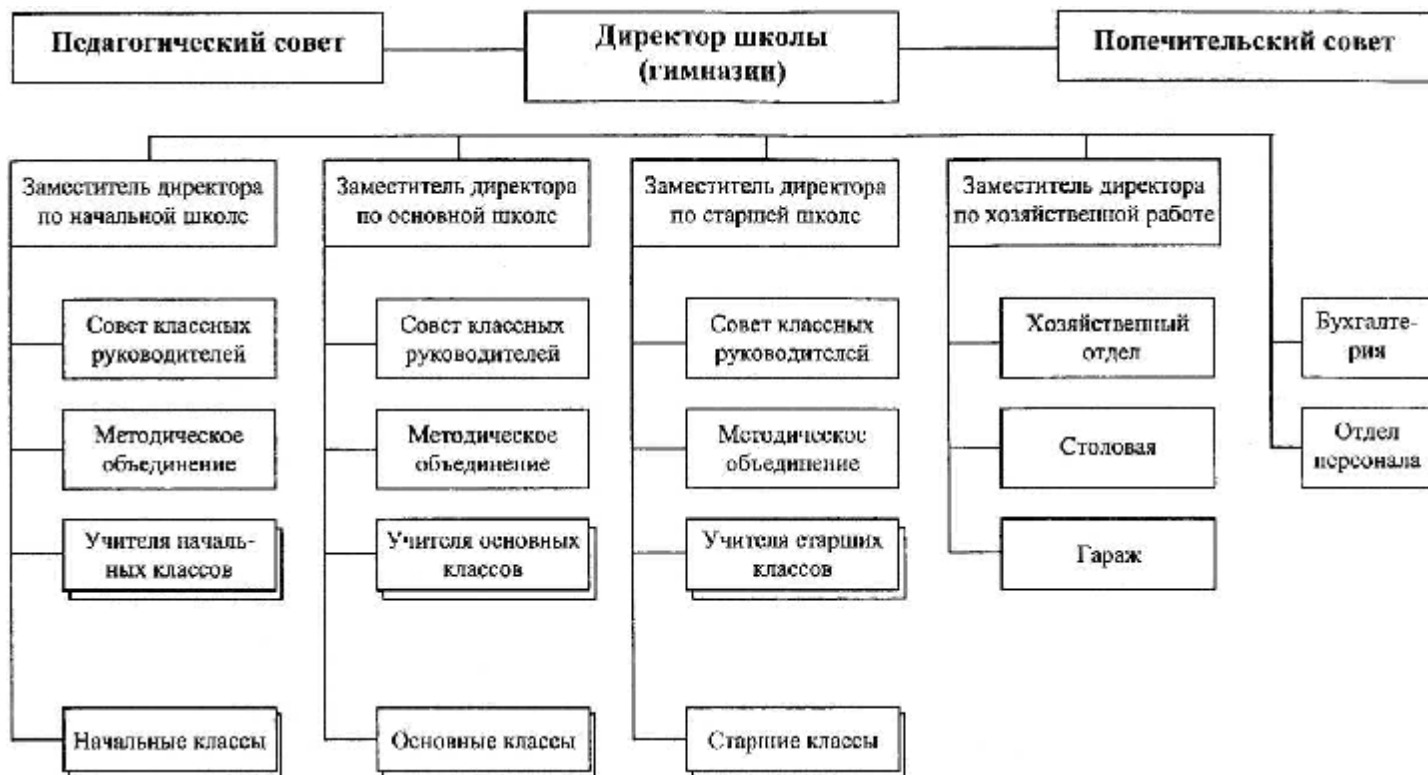 Педагогический совет
Директор школы
(гимназии)
Попечительский совет
Заместитель директора
по начальной школе
Заместитель директора
по основной школе
Заместитель директора
по старшей школе
Заместитель директора
по хозяйственной работе
Совет классных
руководителей
Совет классных
руководителей
Совет классных
руководителей
Хозяйственный
отдел
Бухгалте-
рия
Методическое
объединение
Методическое
объединение
Методическое
объединение
Столовая
Отдел
персонала
Учителя началь-
ных классов
Учителя основных
классов
Учителя старших
классов
Гараж
Начальные классы
Основные классы
Старшие классы